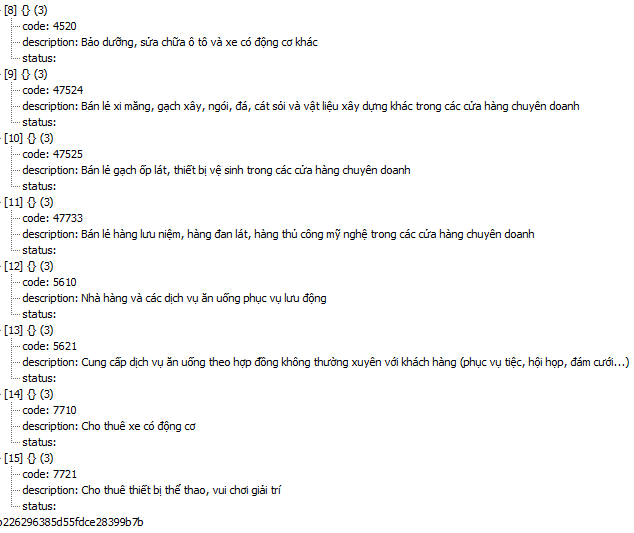 [8] {} (3)
code: 4520
description: Bảo dưỡng, sửa chữa ô tô và xe có động cơ khác
status:
[9] {} (3)
code: 47524
description: Bán lẻ xi măng, gạch xây, ngói, đá, cát sỏi và vật liệu xây dựng khác trong các cửa hàng chuyên doanh
status:
[10] {} (3)
code: 47525
description: Bán lẻ gạch ốp lát, thiết bị vệ sinh trong các cửa hàng chuyên doanh
status:
[11] {} (3)
code: 47733
description: Bán lẻ hàng lưu niệm, hàng đan lát, hàng thủ công mỹ nghệ trong các cửa hàng chuyên doanh
status:
[12] {} (3)
code: 5610
description: Nhà hàng và các dịch vụ ăn uống phục vụ lưu động
status:
[13] {} (3)
code: 5621
description: Cung cấp dịch vụ ăn uống theo hợp đồng không thường xuyên với khách hàng (phục vụ tiệc, hội họp, đám cưới...)
status:
[14] {} (3)
code: 7710
description: Cho thuê xe có động cơ
status:
[15] {} (3)
code: 7721
description: Cho thuê thiết bị thể thao, vui chơi giải trí
status:
b226296385d55fdce28399b7b